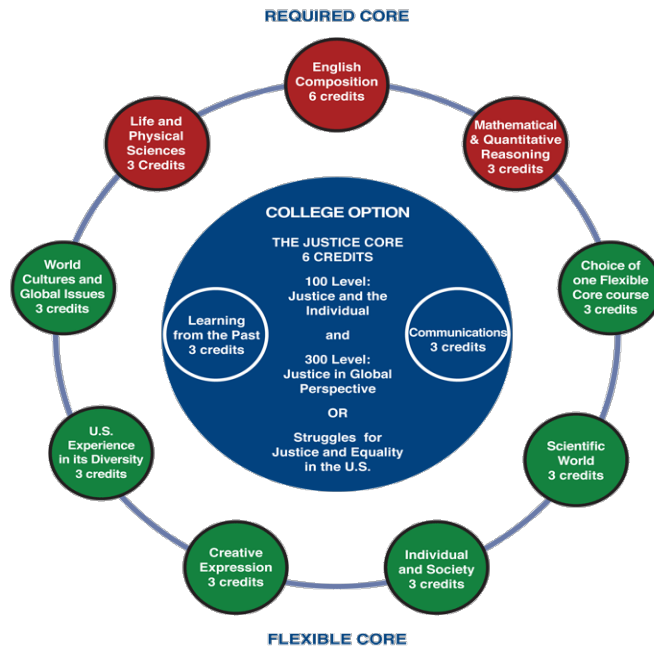 REQUIRED CORE
English
Composition
6 credits
Life and
Physical
Sciences
3 Credits
Mathematical
& Quantitative
Reasoning
3 credits
World
Cultures and
Global Issues
3 credits
Choice of
one Flexible
Core course
3 credits
COLLEGE OPTION
THE JUSTICE CORE
6 CREDITS
100 Level:
Justice and the
Individual
and
300 Level:
Justice in Global
Perspective
OR
Struggles for
Justice and Equality
in the U.S.
Learning
from the Past
3 credits
Communications
3 credits
U.S.
Experience
in its Diversity
3 credits
Scientific
World
3 credits
Creative
Expression
3 credits
Individual
and Society
3 credits
FLEXIBLE CORE